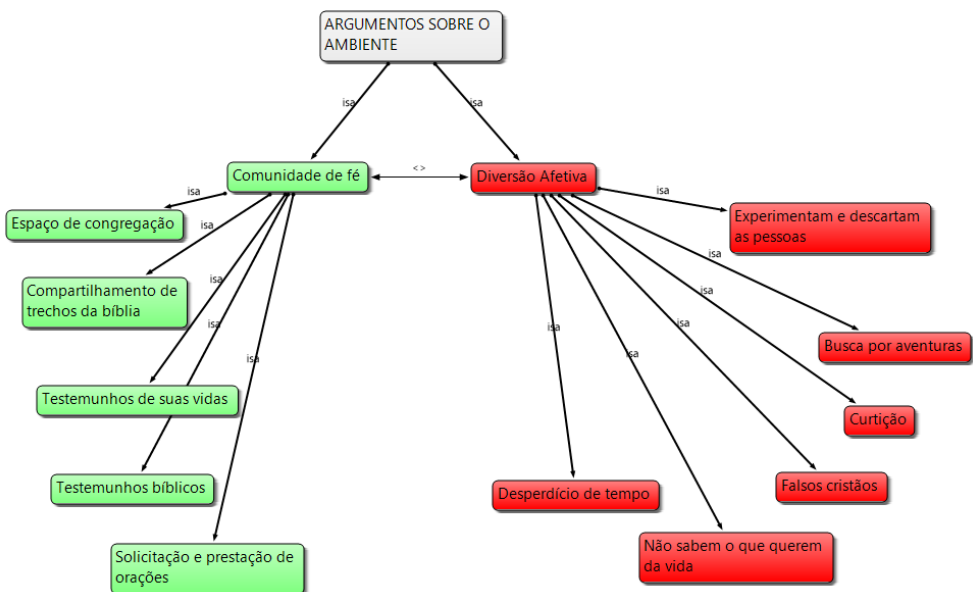 ARGUMENTOS SOBRE O
AMBIENTE
isa
isa
Comunidade de fé
<>
Diversão Afetiva
isa
isa
Espaço de congregação
isa
Experimentam e descartam
as pessoas
isa
Compartilhamento de
trechos da bíblia
isa
isa
isa
isa
isa
Busca por aventuras
isa
isa
Testemunhos de suas vidas
Curtição
Testemunhos bíblicos
Desperdício de tempo
Falsos cristãos
Solicitação e prestação de
orações
Não sabem o que querem
da vida